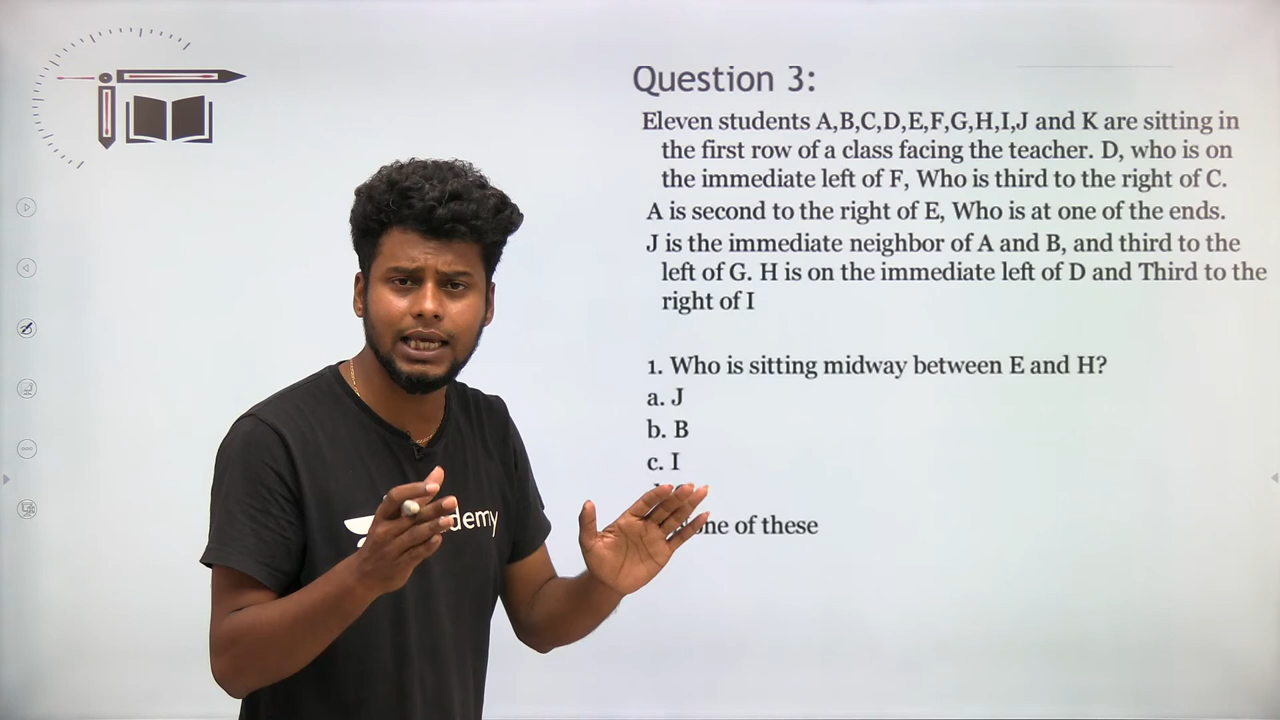 Question 3:
Eleven students A,B,C,D,E,F,G,H,I,J and K are sitting in
the first row of a class facing the teacher. D, who is on
the immediate left of F, Who is third to the right of C.
A is second to the right of E, Who is at one of the ends.
J is the immediate neighbor of A and B, and third to the
left of G. H is on the immediate left of D and Third to the
right of I
1. Who is sitting midway between E and H?
a. J
b. B
c. I
of these
demy